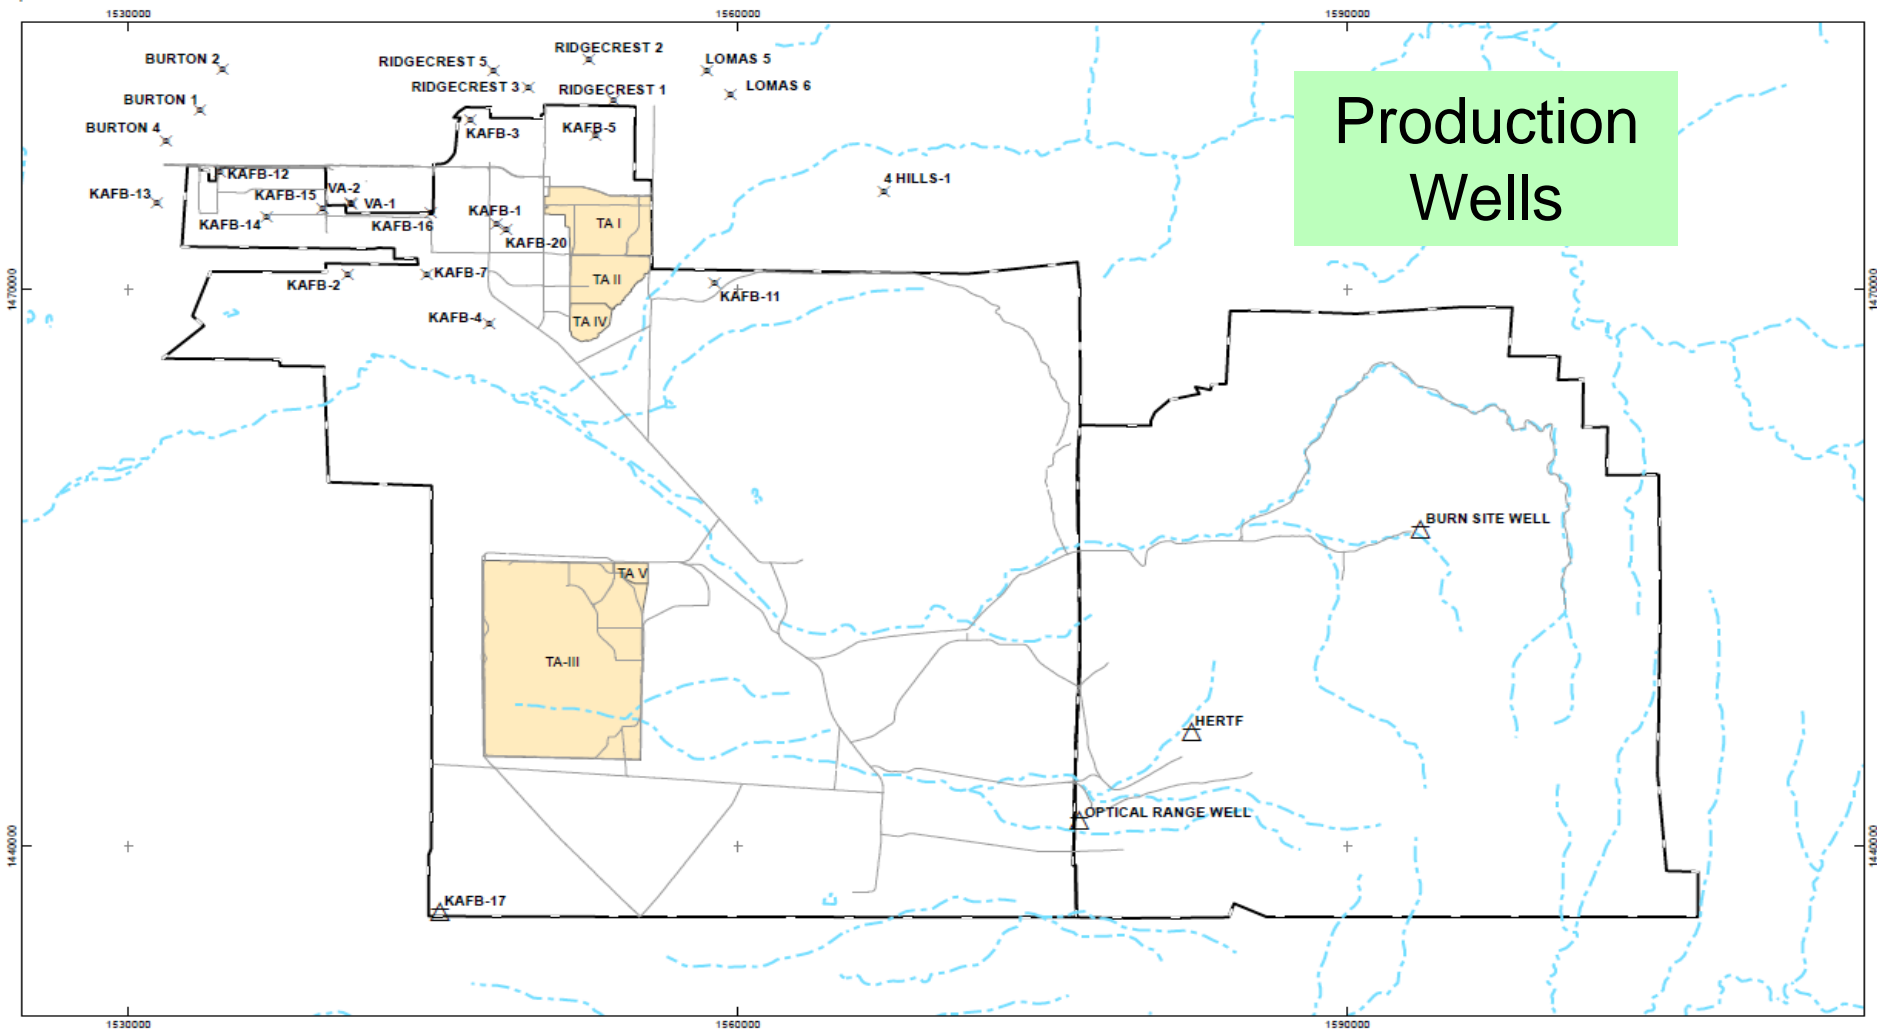 1530000
1560000
1590000
BURTON 2
RIDGECREST 5
RIDGECREST 2
LOMAS 5
RIDGECREST 3
RIDGECREST 1
LOMAS 6
Production
Wells
BURTON 1
BURTON 4
KAFB-3
KAFB-5
KAFB-12
4 HILLS-1
KAFB-13
KAFB-15
VA-2
VA-1
KAFB-14
KAFB-16
KAFB-1
TA I
KAFB-20
1470000
KAFB-2
KAFB-7
TA II
KAFB-11
1470000
KAFB-4
TA IV
BURN SITE WELL
TA V
TA-III
HERTF
OPTICAL RANGE WELL
1440000
1440000
KAFB-17
1530000
1560000
1590000